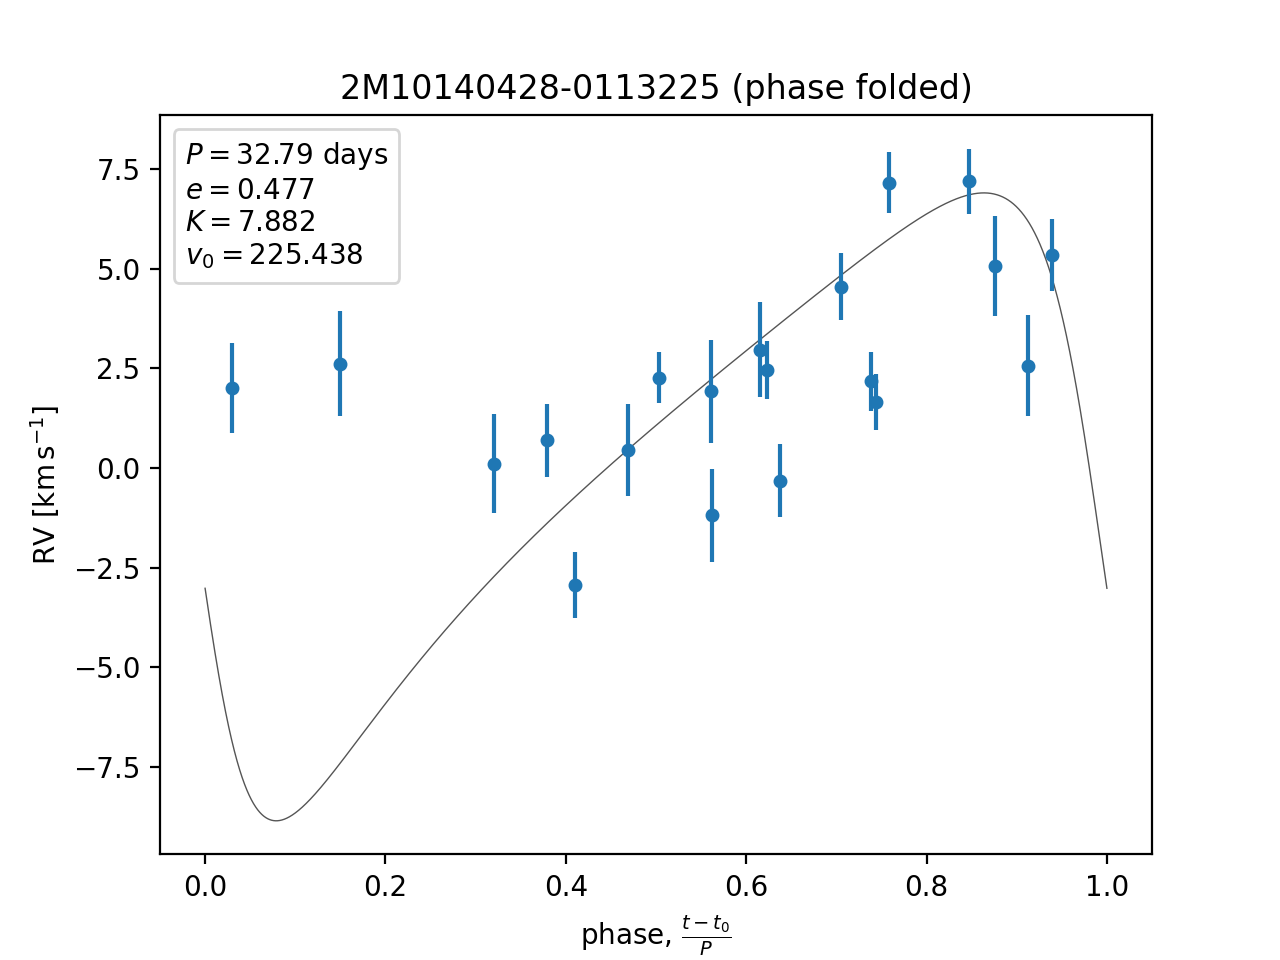 2M10140428-0113225 (phase folded)
P = 32.79 days
e = 0.477
K = 7.882
v₀ = 225.438
7.5
5.0
2.5
0.0
−2.5
−5.0
−7.5
RV [km s⁻¹]
0.0 0.2 0.4 0.6 0.8 1.0
phase, (t − t₀)/P